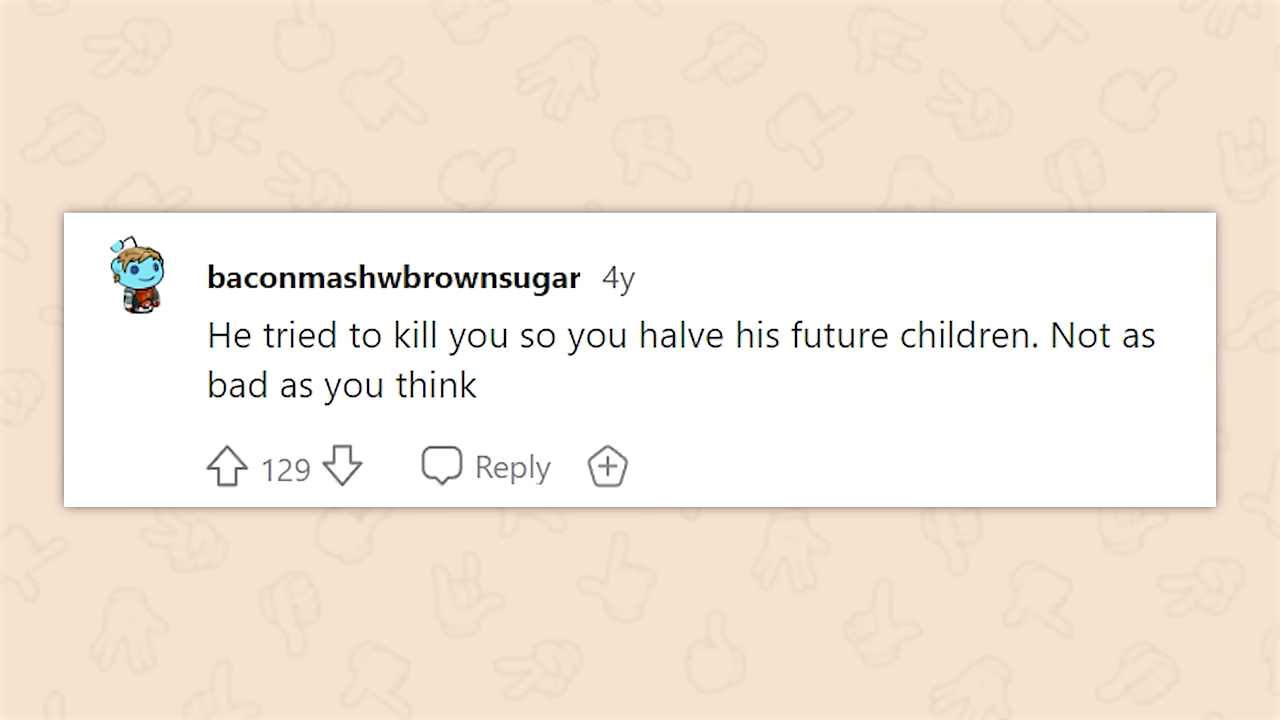 baconmashwbrownsugar 4y
He tried to kill you so you halve his future children. Not as
bad as you think
129 Reply